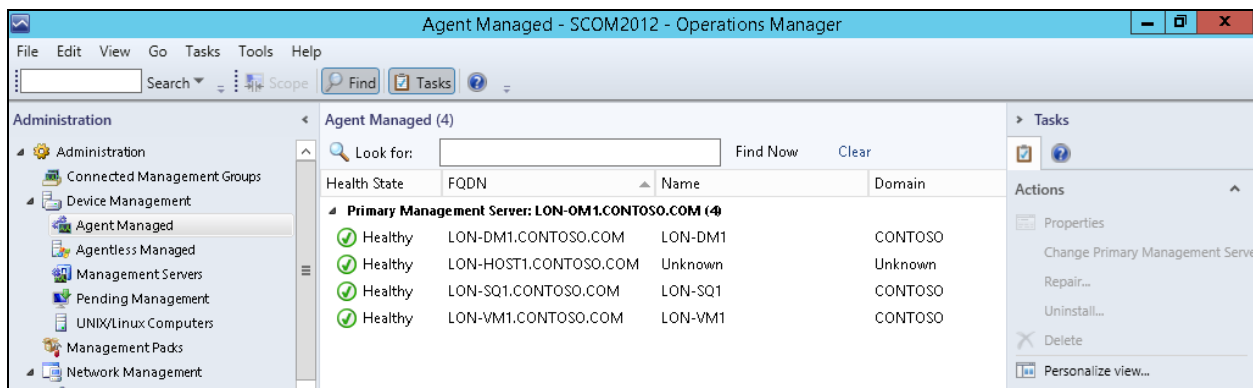 Agent Managed - SCOM2012 - Operations Manager
File Edit View Go Tasks Tools Help
Search Scope Find Tasks
Administration
Administration
Connected Management Groups
Device Management
Agent Managed
Agentless Managed
Management Servers
Pending Management
UNIX/Linux Computers
Management Packs
Network Management
Agent Managed (4)
Look for: Find Now Clear
Health State FQDN Name Domain
Primary Management Server: LON-OM1.CONTOSO.COM (4)
Healthy LON-DM1.CONTOSO.COM LON-DM1 CONTOSO
Healthy LON-HOST1.CONTOSO.COM Unknown Unknown
Healthy LON-SQ1.CONTOSO.COM LON-SQ1 CONTOSO
Healthy LON-VM1.CONTOSO.COM LON-VM1 CONTOSO
Tasks
Actions
Properties
Change Primary Management Serve
Repair...
Uninstall...
Delete
Personalize view...